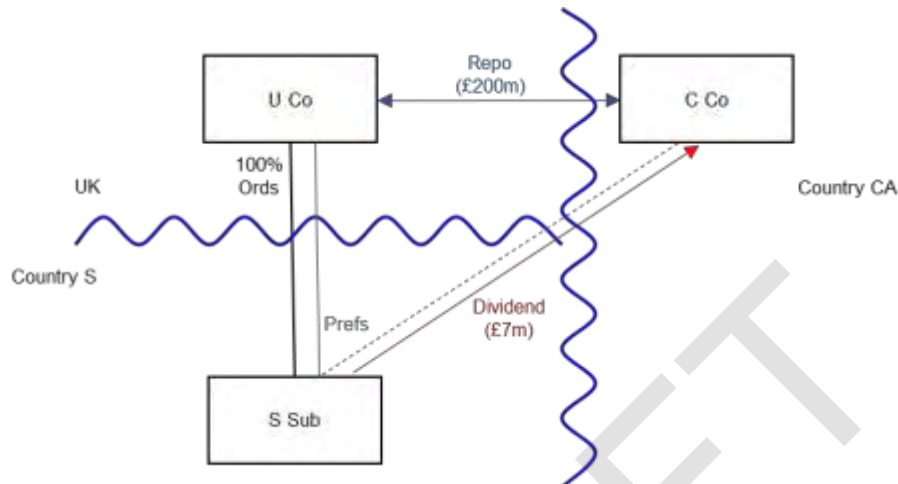 Repo
(£200m)
U Co
C Co
100%
Ords
UK
Country CA
Country S
Prefs
Dividend
(£7m)
S Sub